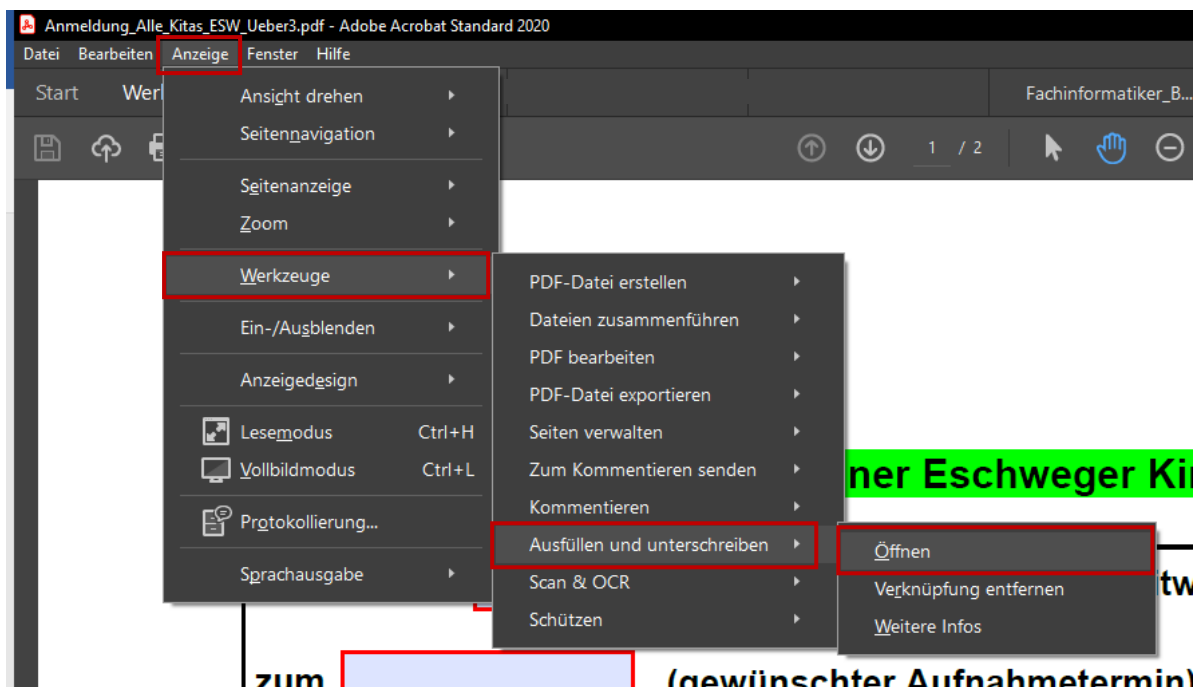 Anmeldung_Alle_Kitas_ESW_Ueber3.pdf - Adobe Acrobat Standard 2020
Datei Bearbeiten Anzeige Fenster Hilfe
Start
Fachinformatiker_B...
1 / 2
Ansicht drehen
Seitennavigation
Seitenanzeige
Zoom
Werkzeuge
Ein-/Ausblenden
Anzeigedesign
Lesemodus Ctrl+H
Vollbildmodus Ctrl+L
Protokollierung...
Sprachausgabe
PDF-Datei erstellen
Dateien zusammenführen
PDF bearbeiten
PDF-Datei exportieren
Seiten verwalten
Zum Kommentieren senden
Kommentieren
Ausfüllen und unterschreiben
Scan & OCR
Schützen
Öffnen
Verknüpfung entfernen
Weitere Infos
ner Eschweger Ki
zum (gewünschter Aufnahmetermin)